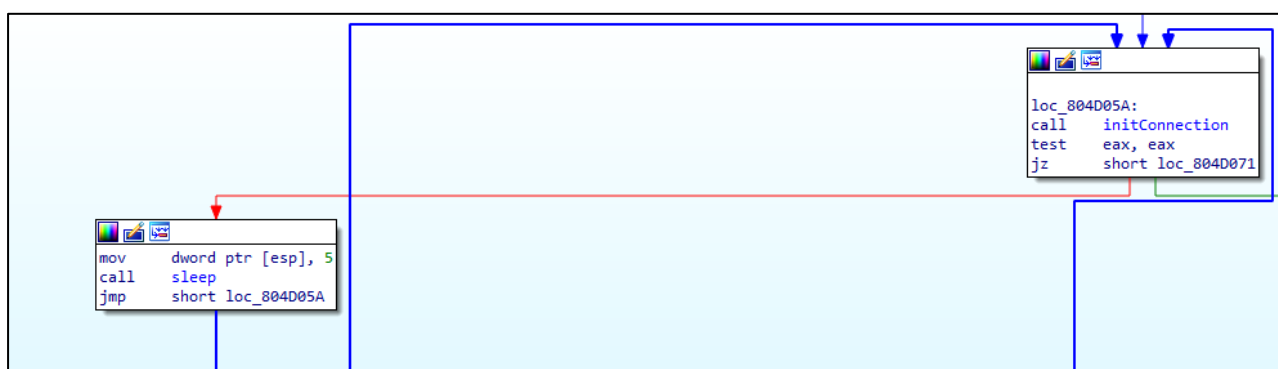 loc_804D05A:
call initConnection
test eax, eax
jz short loc_804D071
mov dword ptr [esp], 5
call sleep
jmp short loc_804D05A